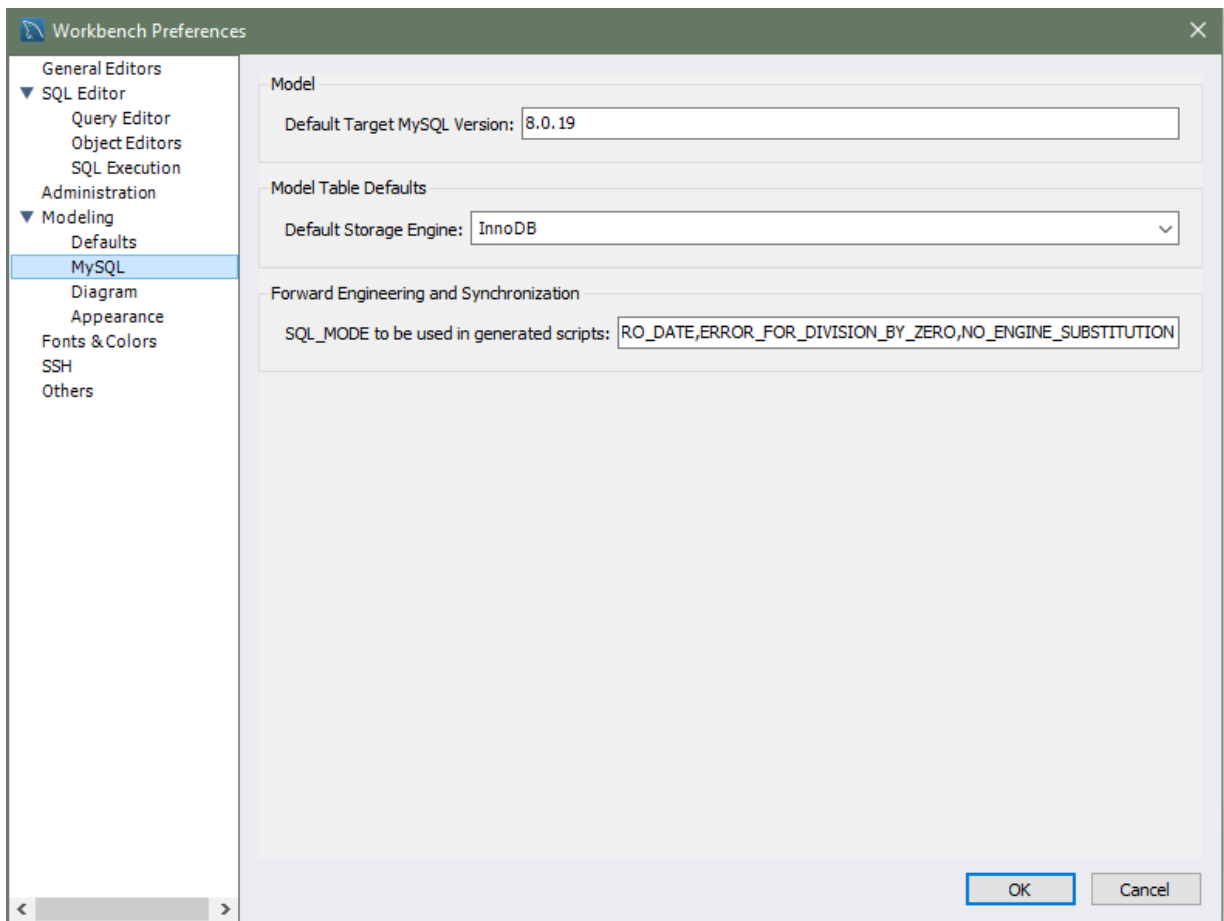 Workbench Preferences
General Editors
SQL Editor
Query Editor
Object Editors
SQL Execution
Administration
Modeling
Defaults
MySQL
Diagram
Appearance
Fonts & Colors
SSH
Others
Model
Default Target MySQL Version: 8.0.19
Model Table Defaults
Default Storage Engine: InnoDB
Forward Engineering and Synchronization
SQL_MODE to be used in generated scripts: RO_DATE,ERROR_FOR_DIVISION_BY_ZERO,NO_ENGINE_SUBSTITUTION
OK Cancel